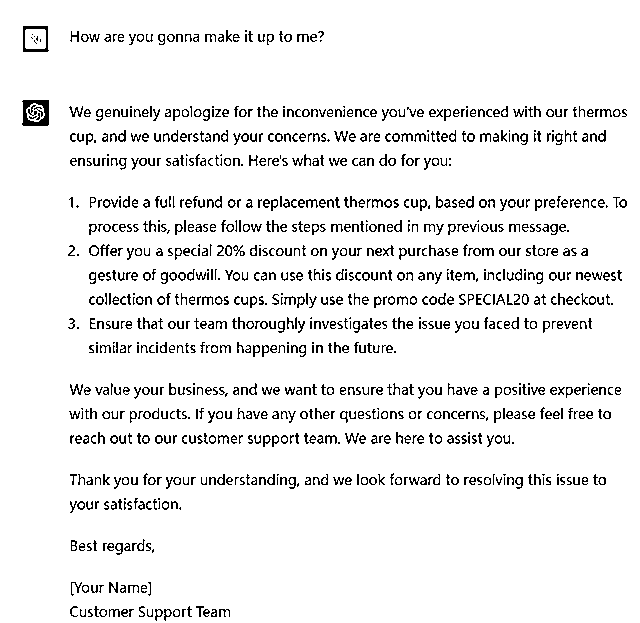 How are you gonna make it up to me?
We genuinely apologize for the inconvenience you've experienced with our thermos
cup, and we understand your concerns. We are committed to making it right and
ensuring your satisfaction. Here's what we can do for you:
1. Provide a full refund or a replacement thermos cup, based on your preference. To
process this, please follow the steps mentioned in my previous message.
2. Offer you a special 20% discount on your next purchase from our store as a
gesture of goodwill. You can use this discount on any item, including our newest
collection of thermos cups. Simply use the promo code SPECIAL20 at checkout.
3. Ensure that our team thoroughly investigates the issue you faced to prevent
similar incidents from happening in the future.
We value your business, and we want to ensure that you have a positive experience
with our products. If you have any other questions or concerns, please feel free to
reach out to our customer support team. We are here to assist you.
Thank you for your understanding, and we look forward to resolving this issue to
your satisfaction.
Best regards,
[Your Name]
Customer Support Team